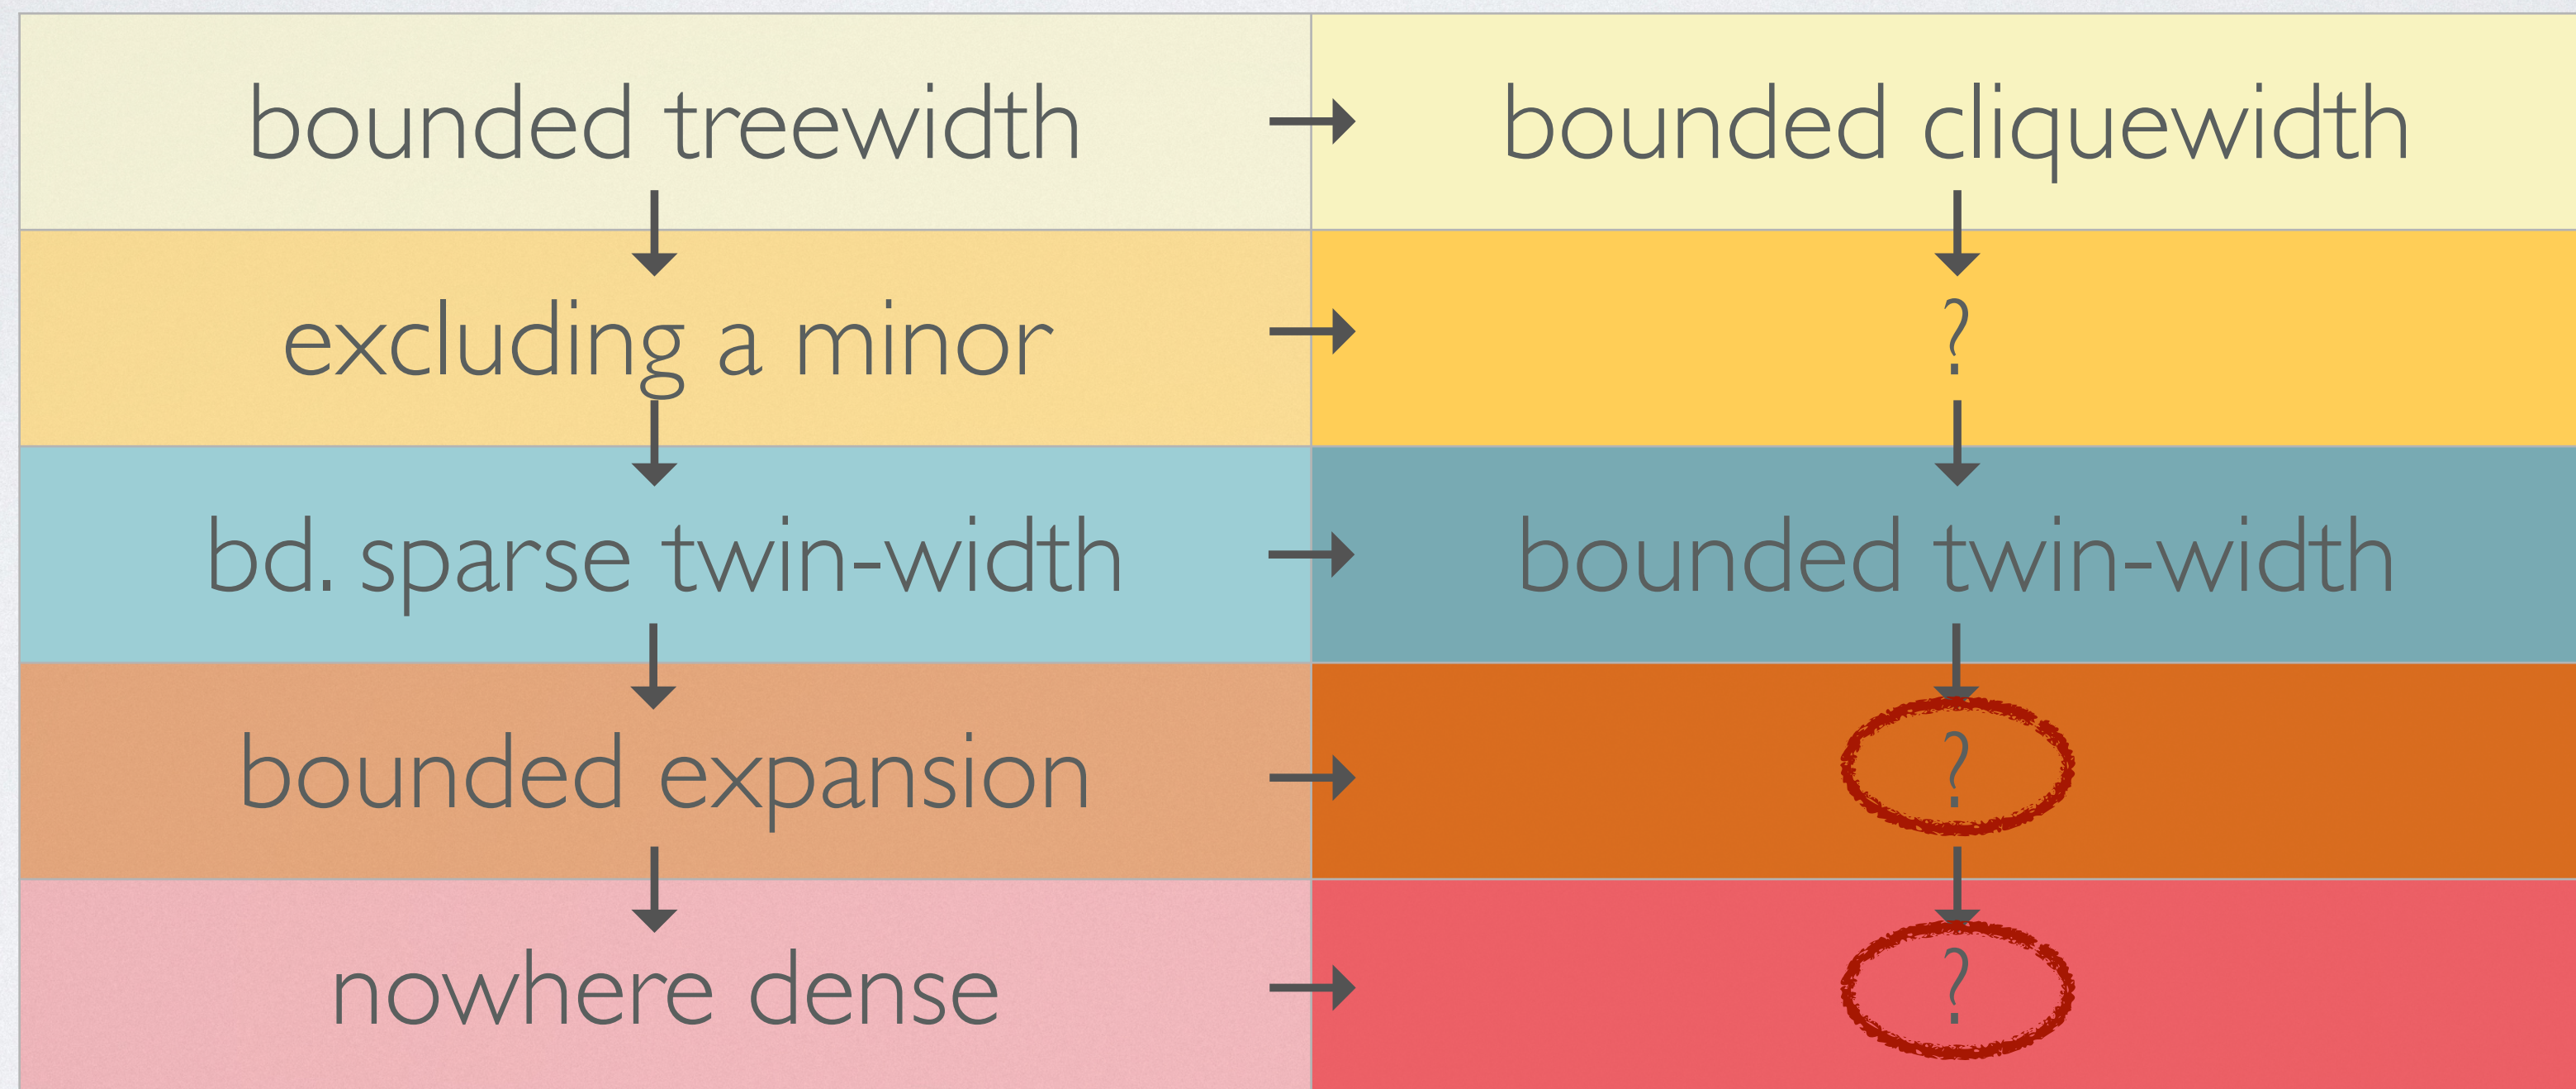 bounded treewidth
bounded cliquewidth
excluding a minor
?
bd. sparse twin-width
bounded twin-width
bounded expansion
?
nowhere dense
?